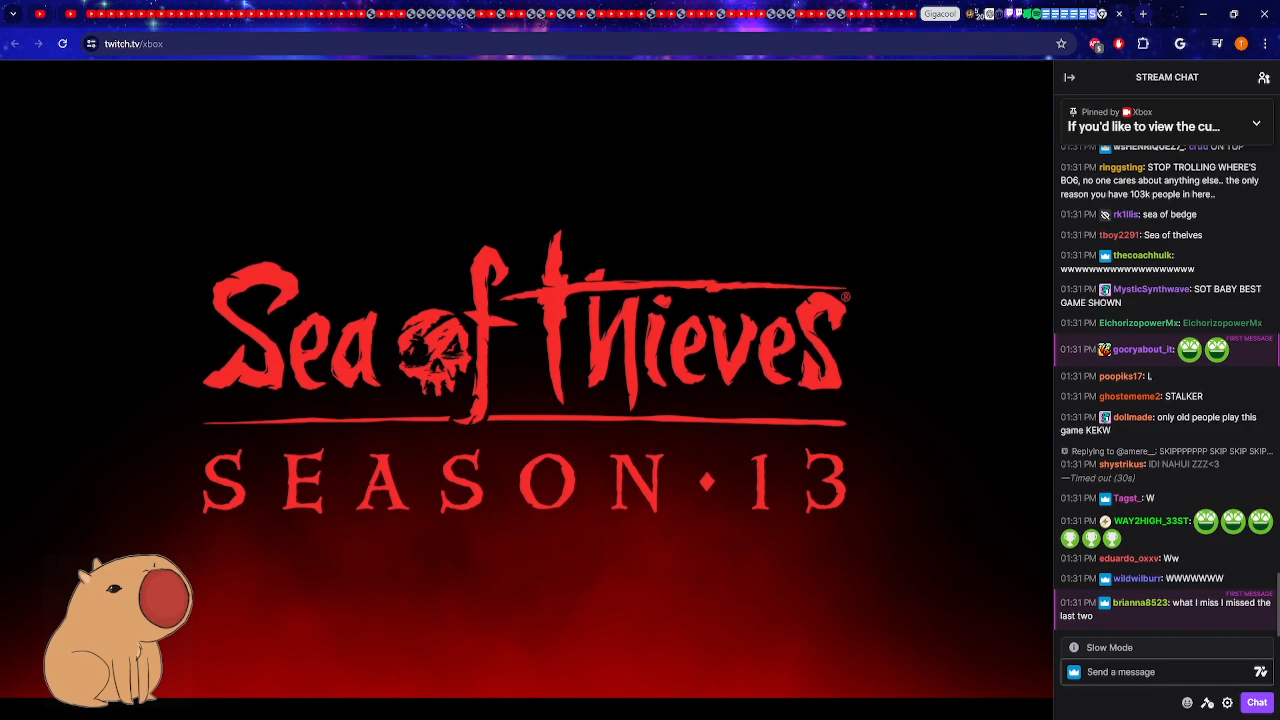 Gigacool
twitch.tv/xbox
STREAM CHAT
Pinned by Xbox
If you'd like to view the cu...
ringgsting: STOP TROLLING WHERE'S
BO6, no one cares about anything else.. the only
reason you have 103k people in here..
01:31 PM rk1llis: sea of bedge
01:31 PM tboy2291: Sea of theives
01:31 PM thecoachhulk:
wwwwwwwwwwwwwwwwwww
01:31 PM MysticSynthwave: SOT BABY BEST
GAME SHOWN
01:31 PM ElchorizopowerMx: ElchorizopowerMx
FIRST MESSAGE
01:31 PM gocryabout_it:
01:31 PM poopiks17: L
01:31 PM ghostememe2: STALKER
01:31 PM dollmade: only old people play this
game KEKW
Replying to @amere__: SKIPPPPPPP SKIP SKIP SKIP...
01:31 PM shystrikus: IDI NAHUI ZZZ<3
—Timed out (30s)
01:31 PM Tagst_: W
01:31 PM WAY2HIGH_33ST:
01:31 PM eduardo_oxxv: Ww
01:31 PM wildwilburr: WWWWWWW
FIRST MESSAGE
01:31 PM brianna8523: what I miss I missed the
last two
Slow Mode
Send a message
Chat
Sea of Thieves®
SEASON · 13